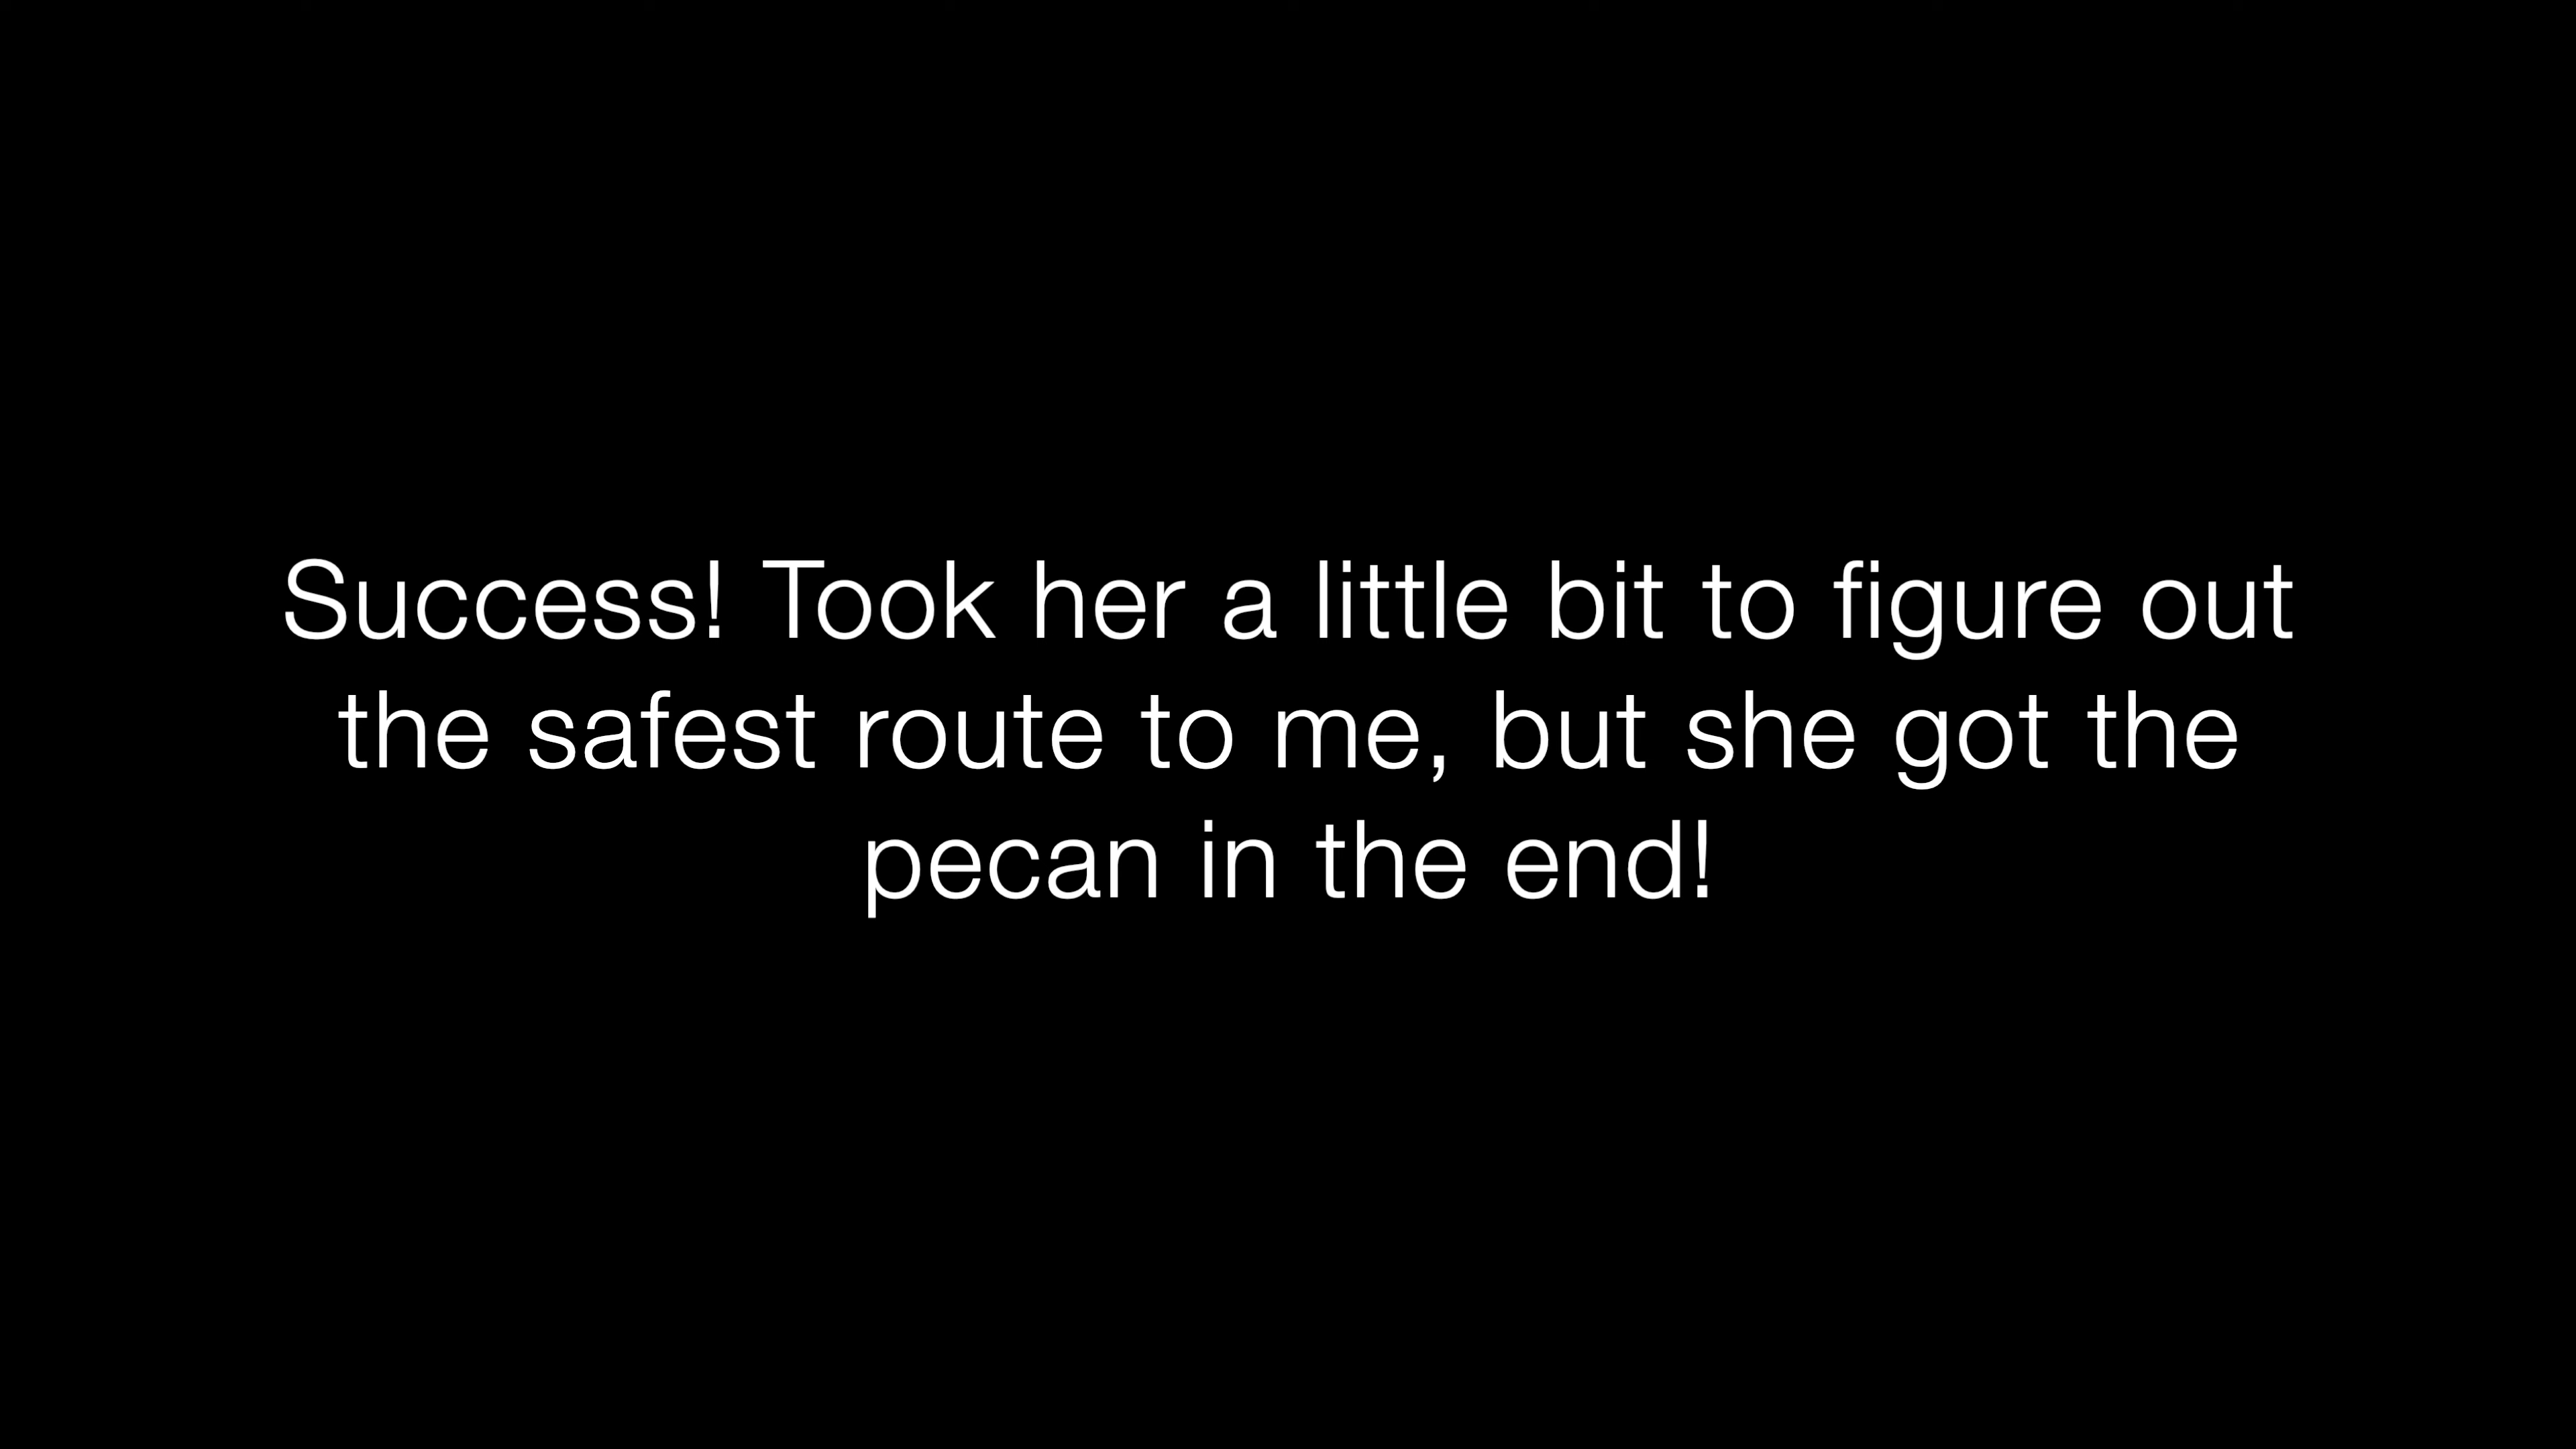 Success! Took her a little bit to figure out
the safest route to me, but she got the
pecan in the end!